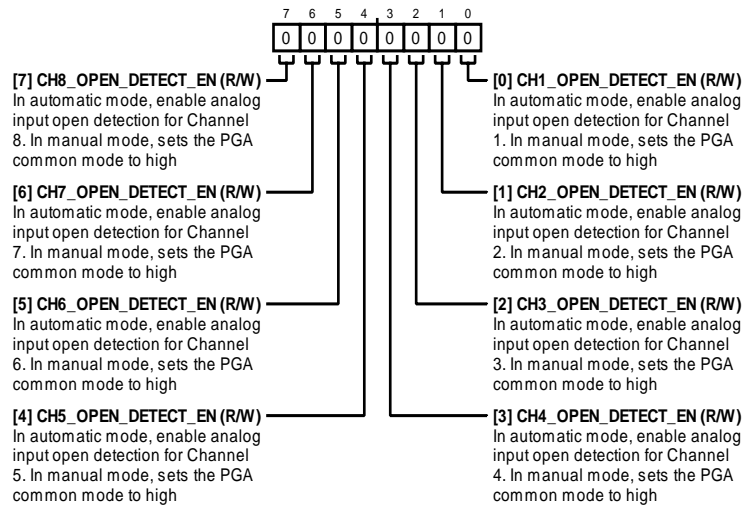 7 6 5 4 3 2 1 0
0 0 0 0 0 0 0 0
[7] CH8_OPEN_DETECT_EN (R/W)
In automatic mode, enable analog
input open detection for Channel
8. In manual mode, sets the PGA
common mode to high
[6] CH7_OPEN_DETECT_EN (R/W)
In automatic mode, enable analog
input open detection for Channel
7. In manual mode, sets the PGA
common mode to high
[5] CH6_OPEN_DETECT_EN (R/W)
In automatic mode, enable analog
input open detection for Channel
6. In manual mode, sets the PGA
common mode to high
[4] CH5_OPEN_DETECT_EN (R/W)
In automatic mode, enable analog
input open detection for Channel
5. In manual mode, sets the PGA
common mode to high
[0] CH1_OPEN_DETECT_EN (R/W)
In automatic mode, enable analog
input open detection for Channel
1. In manual mode, sets the PGA
common mode to high
[1] CH2_OPEN_DETECT_EN (R/W)
In automatic mode, enable analog
input open detection for Channel
2. In manual mode, sets the PGA
common mode to high
[2] CH3_OPEN_DETECT_EN (R/W)
In automatic mode, enable analog
input open detection for Channel
3. In manual mode, sets the PGA
common mode to high
[3] CH4_OPEN_DETECT_EN (R/W)
In automatic mode, enable analog
input open detection for Channel
4. In manual mode, sets the PGA
common mode to high